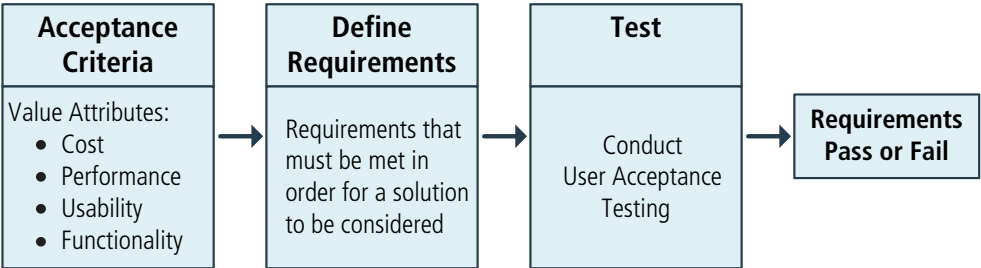 Acceptance
Criteria
Value Attributes:
• Cost
• Performance
• Usability
• Functionality
Define
Requirements
Requirements that
must be met in
order for a solution
to be considered
Test
Conduct
User Acceptance
Testing
Requirements
Pass or Fail